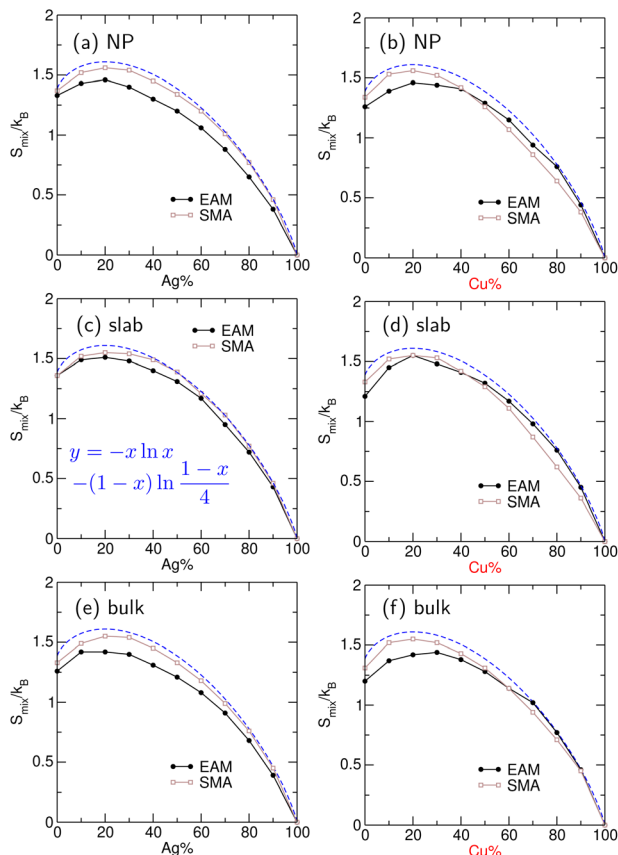 (a) NP
S_mix/k_B
2
1.5
1
0.5
0
EAM
SMA
0 20 40 60 80 100
Ag%
(b) NP
S_mix/k_B
2
1.5
1
0.5
0
EAM
SMA
0 20 40 60 80 100
Cu%
(c) slab
S_mix/k_B
2
1.5
1
0.5
0
EAM
SMA
y = −x ln x
−(1 − x) ln (1 − x)/4
0 20 40 60 80 100
Ag%
(d) slab
S_mix/k_B
2
1.5
1
0.5
0
EAM
SMA
0 20 40 60 80 100
Cu%
(e) bulk
S_mix/k_B
2
1.5
1
0.5
0
EAM
SMA
0 20 40 60 80 100
Ag%
(f) bulk
S_mix/k_B
2
1.5
1
0.5
0
EAM
SMA
0 20 40 60 80 100
Cu%